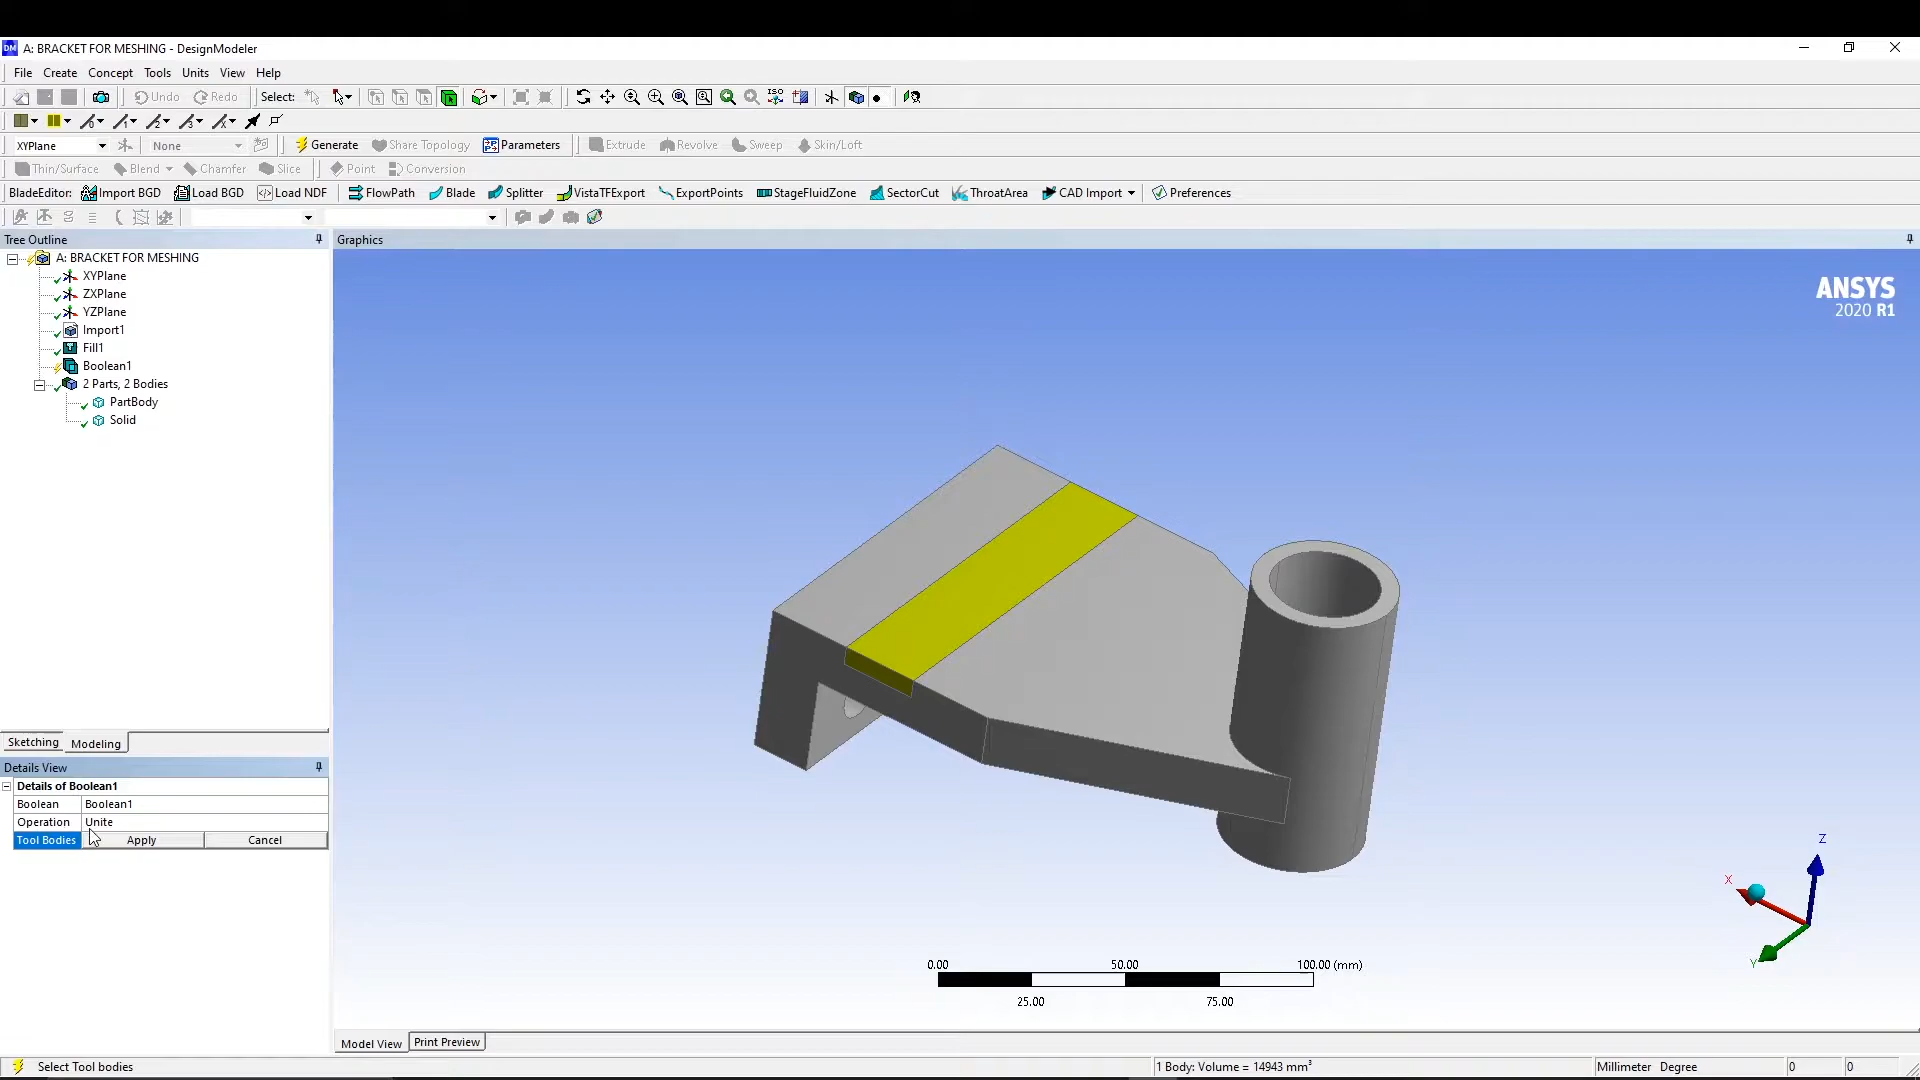 A: BRACKET FOR MESHING - DesignModeler
File Create Concept Tools Units View Help
Undo Redo Select: ISO
XYPlane None Generate Share Topology Parameters Extrude Revolve Sweep Skin/Loft
Thin/Surface Blend Chamfer Slice Point Conversion
BladeEditor: Import BGD Load BGD Load NDF FlowPath Blade Splitter VistaTFExport ExportPoints StageFluidZone SectorCut ThroatArea CAD Import Preferences
Tree Outline
A: BRACKET FOR MESHING
XYPlane
ZXPlane
YZPlane
Import1
Fill1
Boolean1
2 Parts, 2 Bodies
PartBody
Solid
Sketching Modeling
Details View
Details of Boolean1
Boolean Boolean1
Operation Unite
Tool Bodies Apply Cancel
Graphics
ANSYS
2020 R1
Z
X
Y
0.00 50.00 100.00 (mm)
25.00 75.00
Model View Print Preview
Select Tool bodies 1 Body: Volume = 14943 mm³ Millimeter Degree 0 0